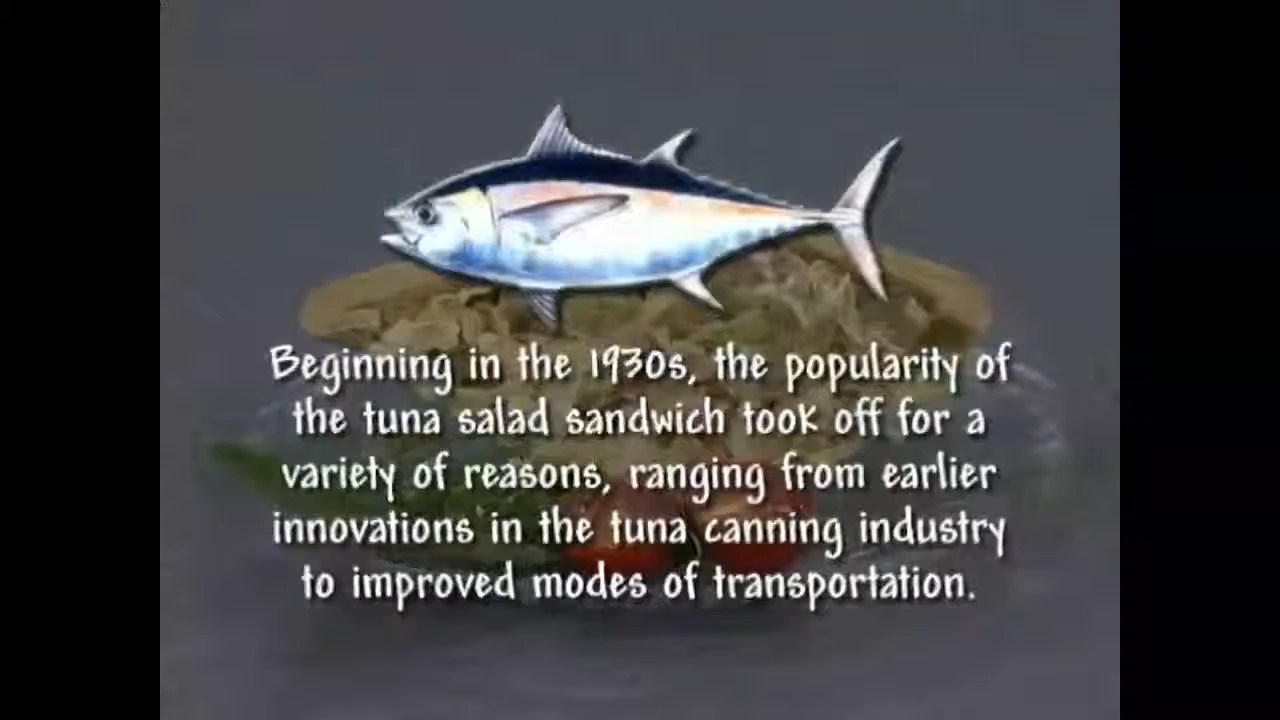 Beginning in the 1930s, the popularity of
the tuna salad sandwich took off for a
variety of reasons, ranging from earlier
innovations in the tuna canning industry
to improved modes of transportation.